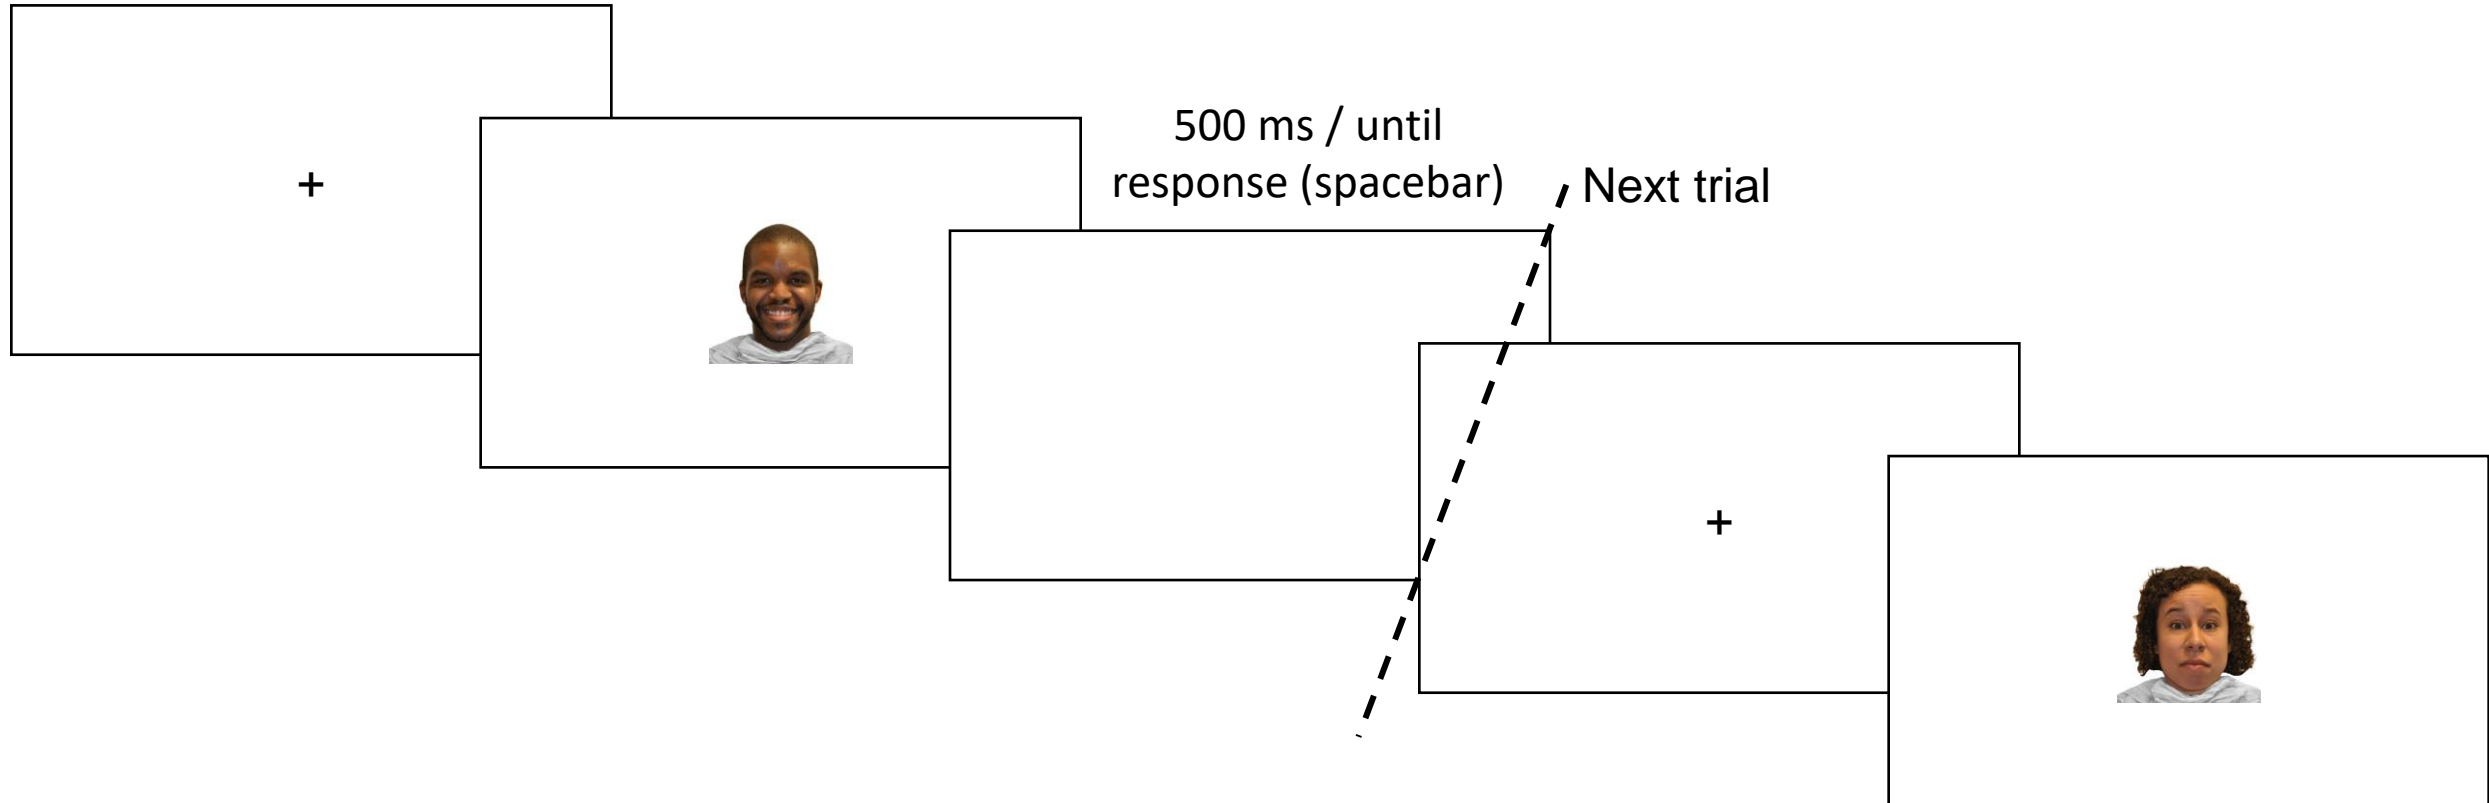 +
500 ms / until
response (spacebar)
Next trial
+